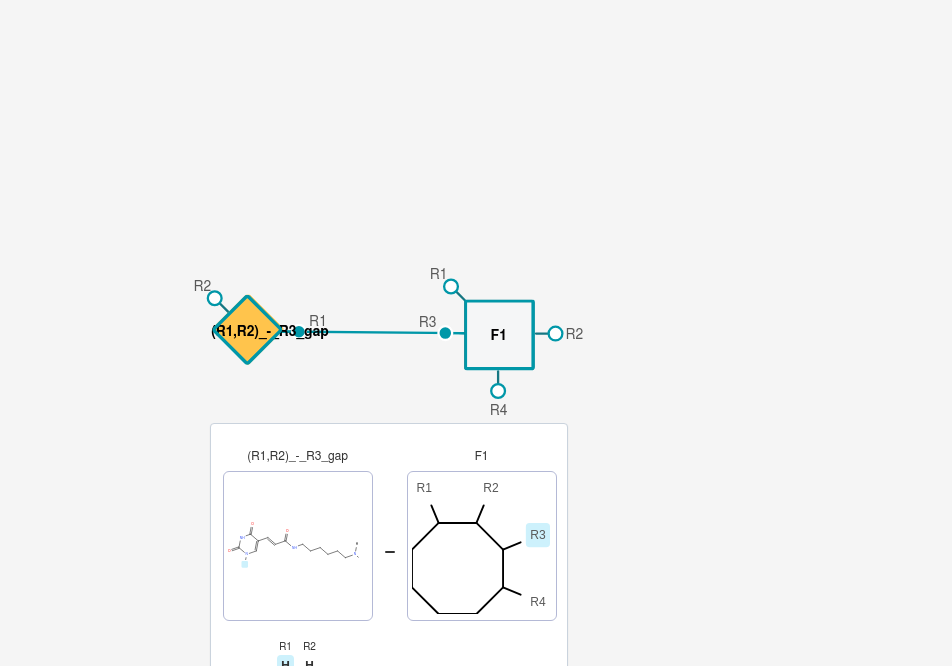 R1
R2
R1
R3
(R1,R2)_-_R3_gap
F1
R2
R4
(R1,R2)_-_R3_gap
F1
R1
R2
R3
R4
R1 R2
H H